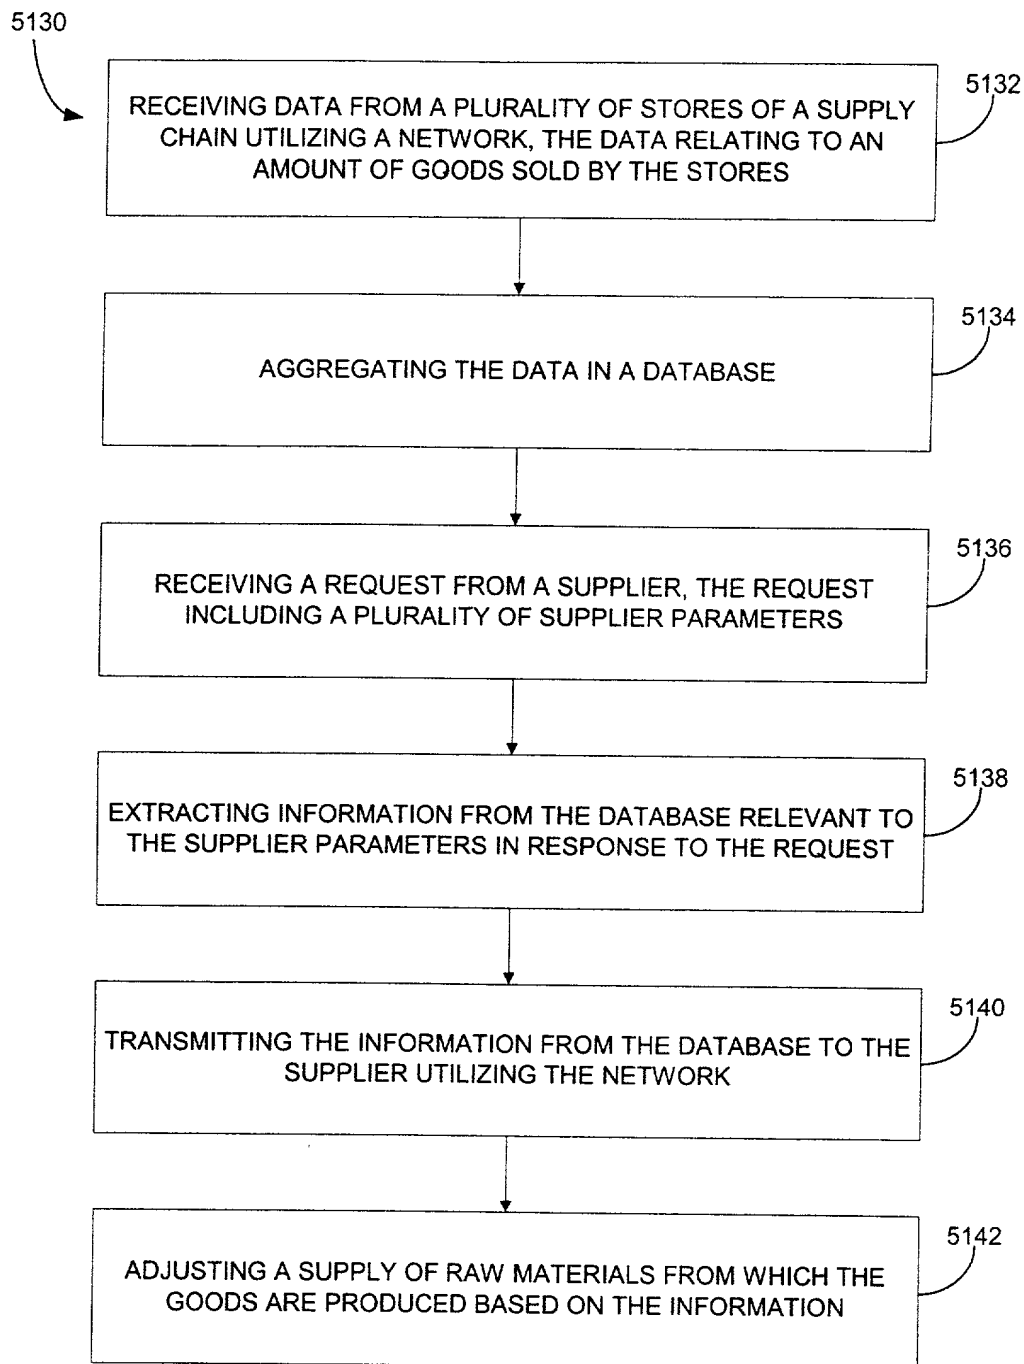 5130
RECEIVING DATA FROM A PLURALITY OF STORES OF A SUPPLY
CHAIN UTILIZING A NETWORK, THE DATA RELATING TO AN
AMOUNT OF GOODS SOLD BY THE STORES
5132
AGGREGATING THE DATA IN A DATABASE
5134
RECEIVING A REQUEST FROM A SUPPLIER, THE REQUEST
INCLUDING A PLURALITY OF SUPPLIER PARAMETERS
5136
EXTRACTING INFORMATION FROM THE DATABASE RELEVANT TO
THE SUPPLIER PARAMETERS IN RESPONSE TO THE REQUEST
5138
TRANSMITTING THE INFORMATION FROM THE DATABASE TO THE
SUPPLIER UTILIZING THE NETWORK
5140
ADJUSTING A SUPPLY OF RAW MATERIALS FROM WHICH THE
GOODS ARE PRODUCED BASED ON THE INFORMATION
5142